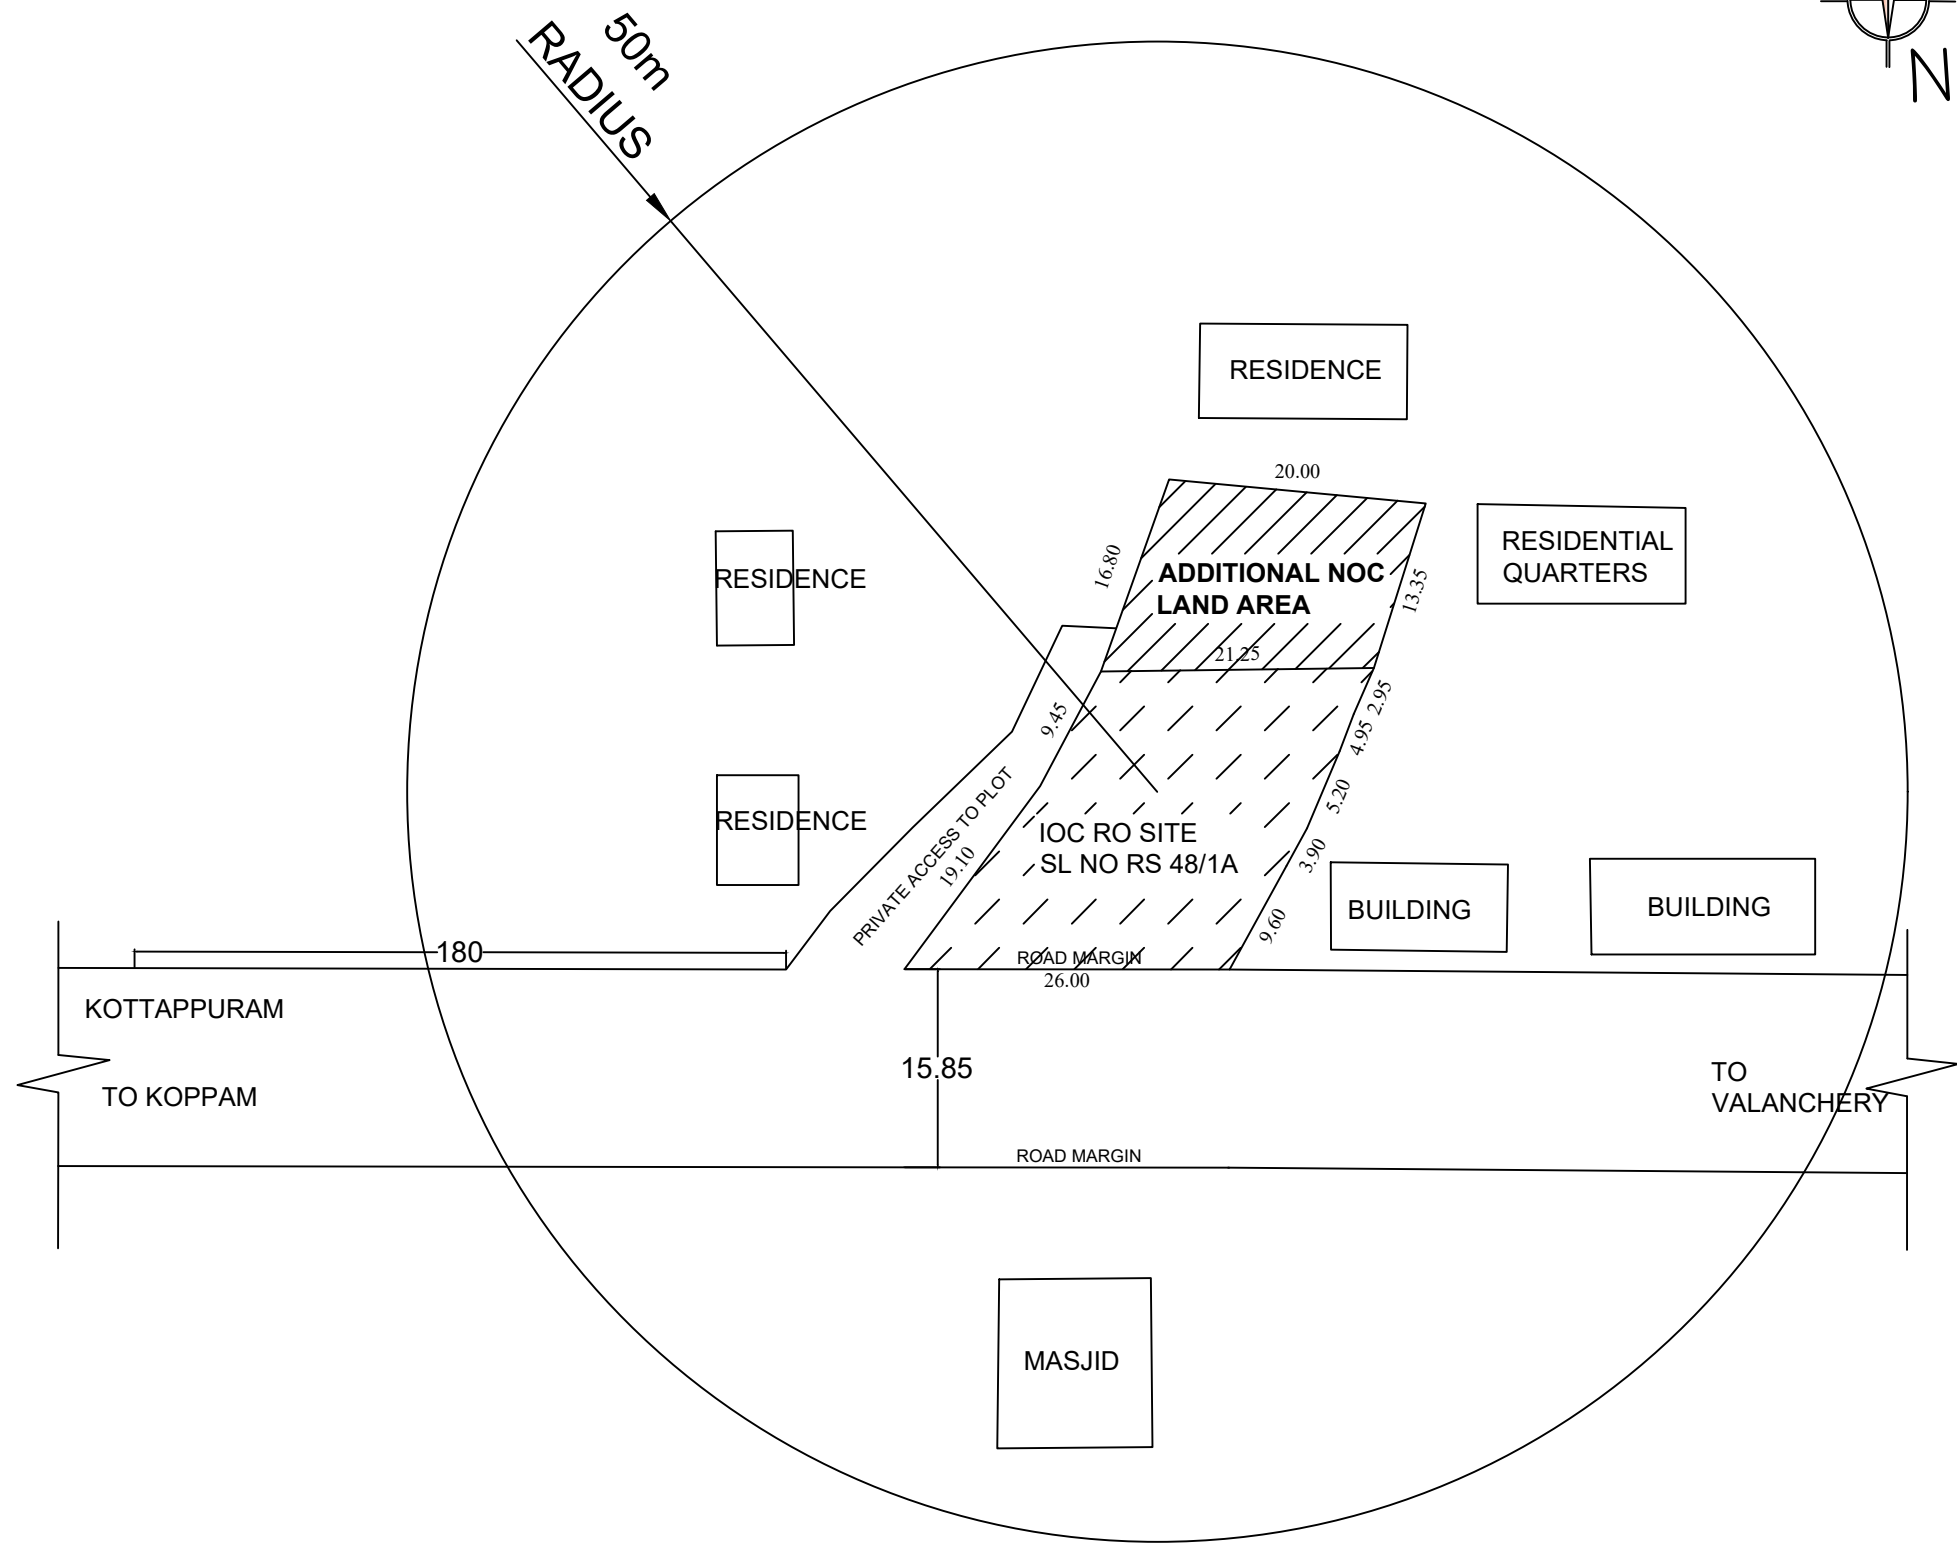 50m
RADIUS
N
RESIDENCE
20.00
RESIDENTIAL
QUARTERS
RESIDENCE
16.80
ADDITIONAL NOC
LAND AREA
13.35
21.25
2.95
9.45
4.95
5.20
RESIDENCE
PRIVATE ACCESS TO PLOT
19.10
IOC RO SITE
SL NO RS 48/1A
3.90
9.60
BUILDING
BUILDING
180
ROAD MARGIN
26.00
KOTTAPPURAM
15.85
TO KOPPAM
TO
VALANCHERY
ROAD MARGIN
MASJID